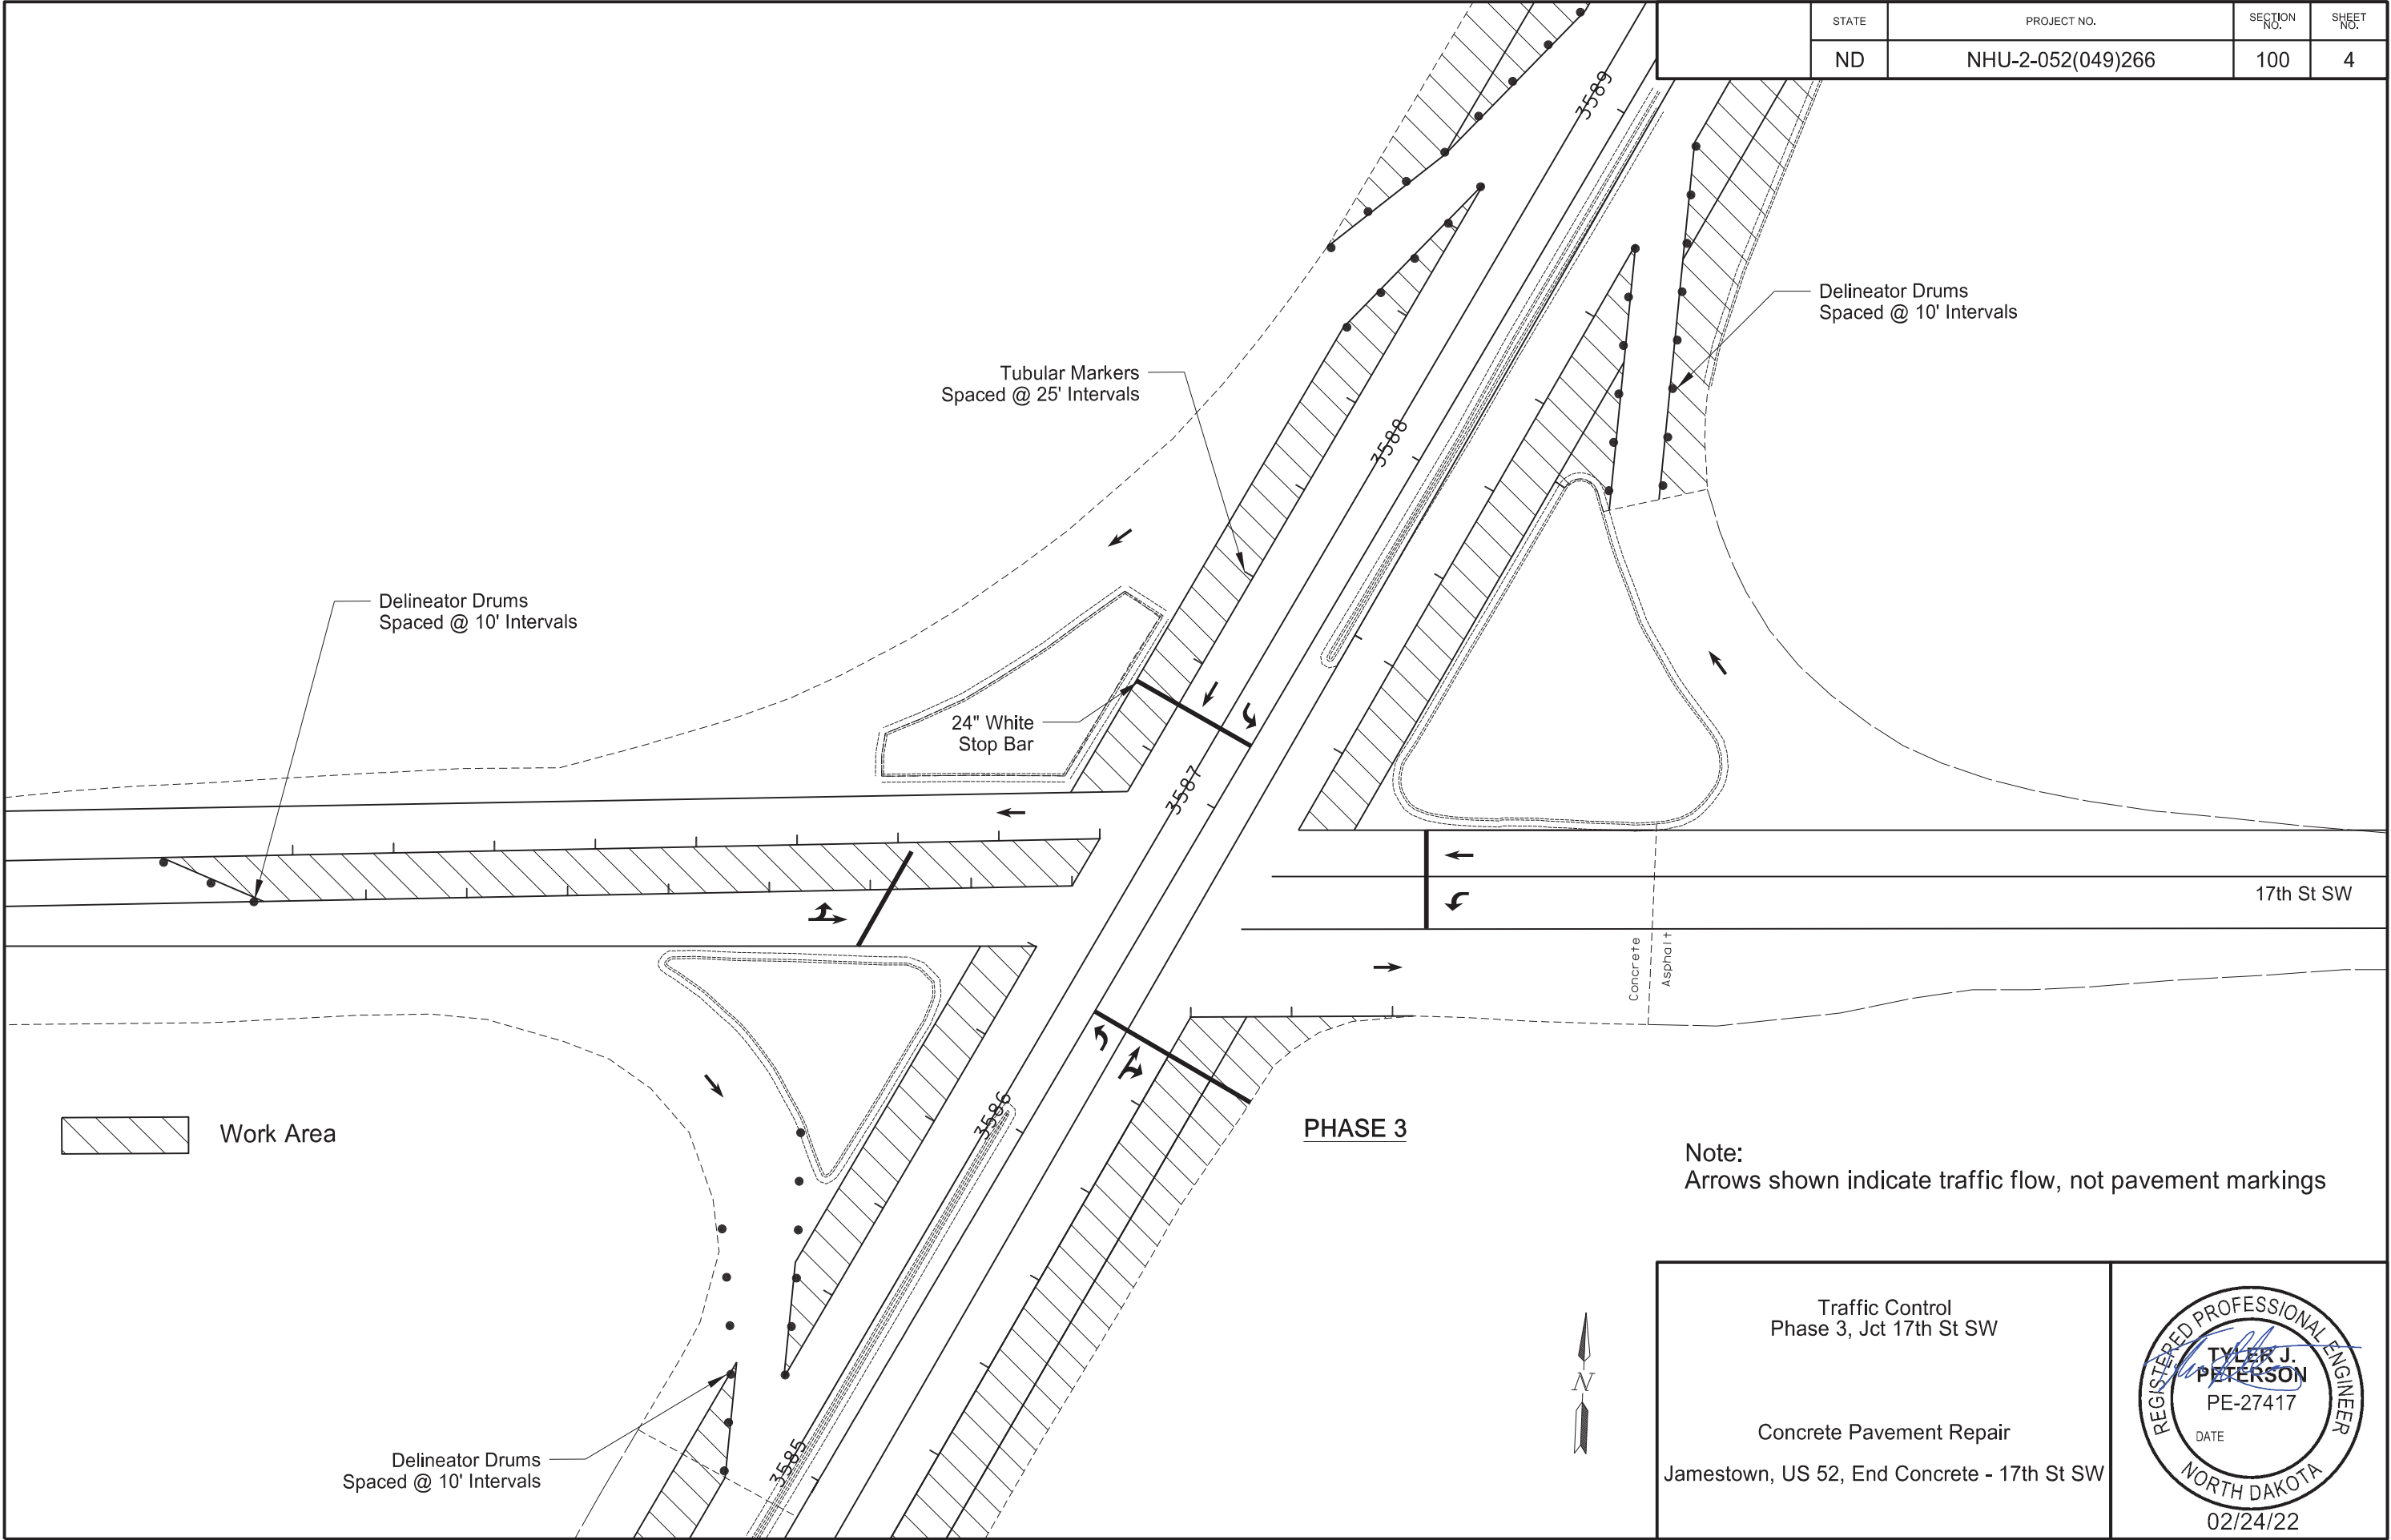 STATE
PROJECT NO.
SECTION
NO.
SHEET
NO.
ND
NHU-2-052(049)266
100
4
3589
Delineator Drums
Spaced @ 10' Intervals
Tubular Markers
Spaced @ 25' Intervals
3588
Delineator Drums
Spaced @ 10' Intervals
24" White
Stop Bar
3587
17th St SW
Concrete
Asphalt
3586
Work Area
PHASE 3
Note:
Arrows shown indicate traffic flow, not pavement markings
3585
Delineator Drums
Spaced @ 10' Intervals
N
Traffic Control
Phase 3, Jct 17th St SW
Concrete Pavement Repair
Jamestown, US 52, End Concrete - 17th St SW
REGISTERED PROFESSIONAL ENGINEER
TYLER J.
PETERSON
PE-27417
DATE
NORTH DAKOTA
02/24/22